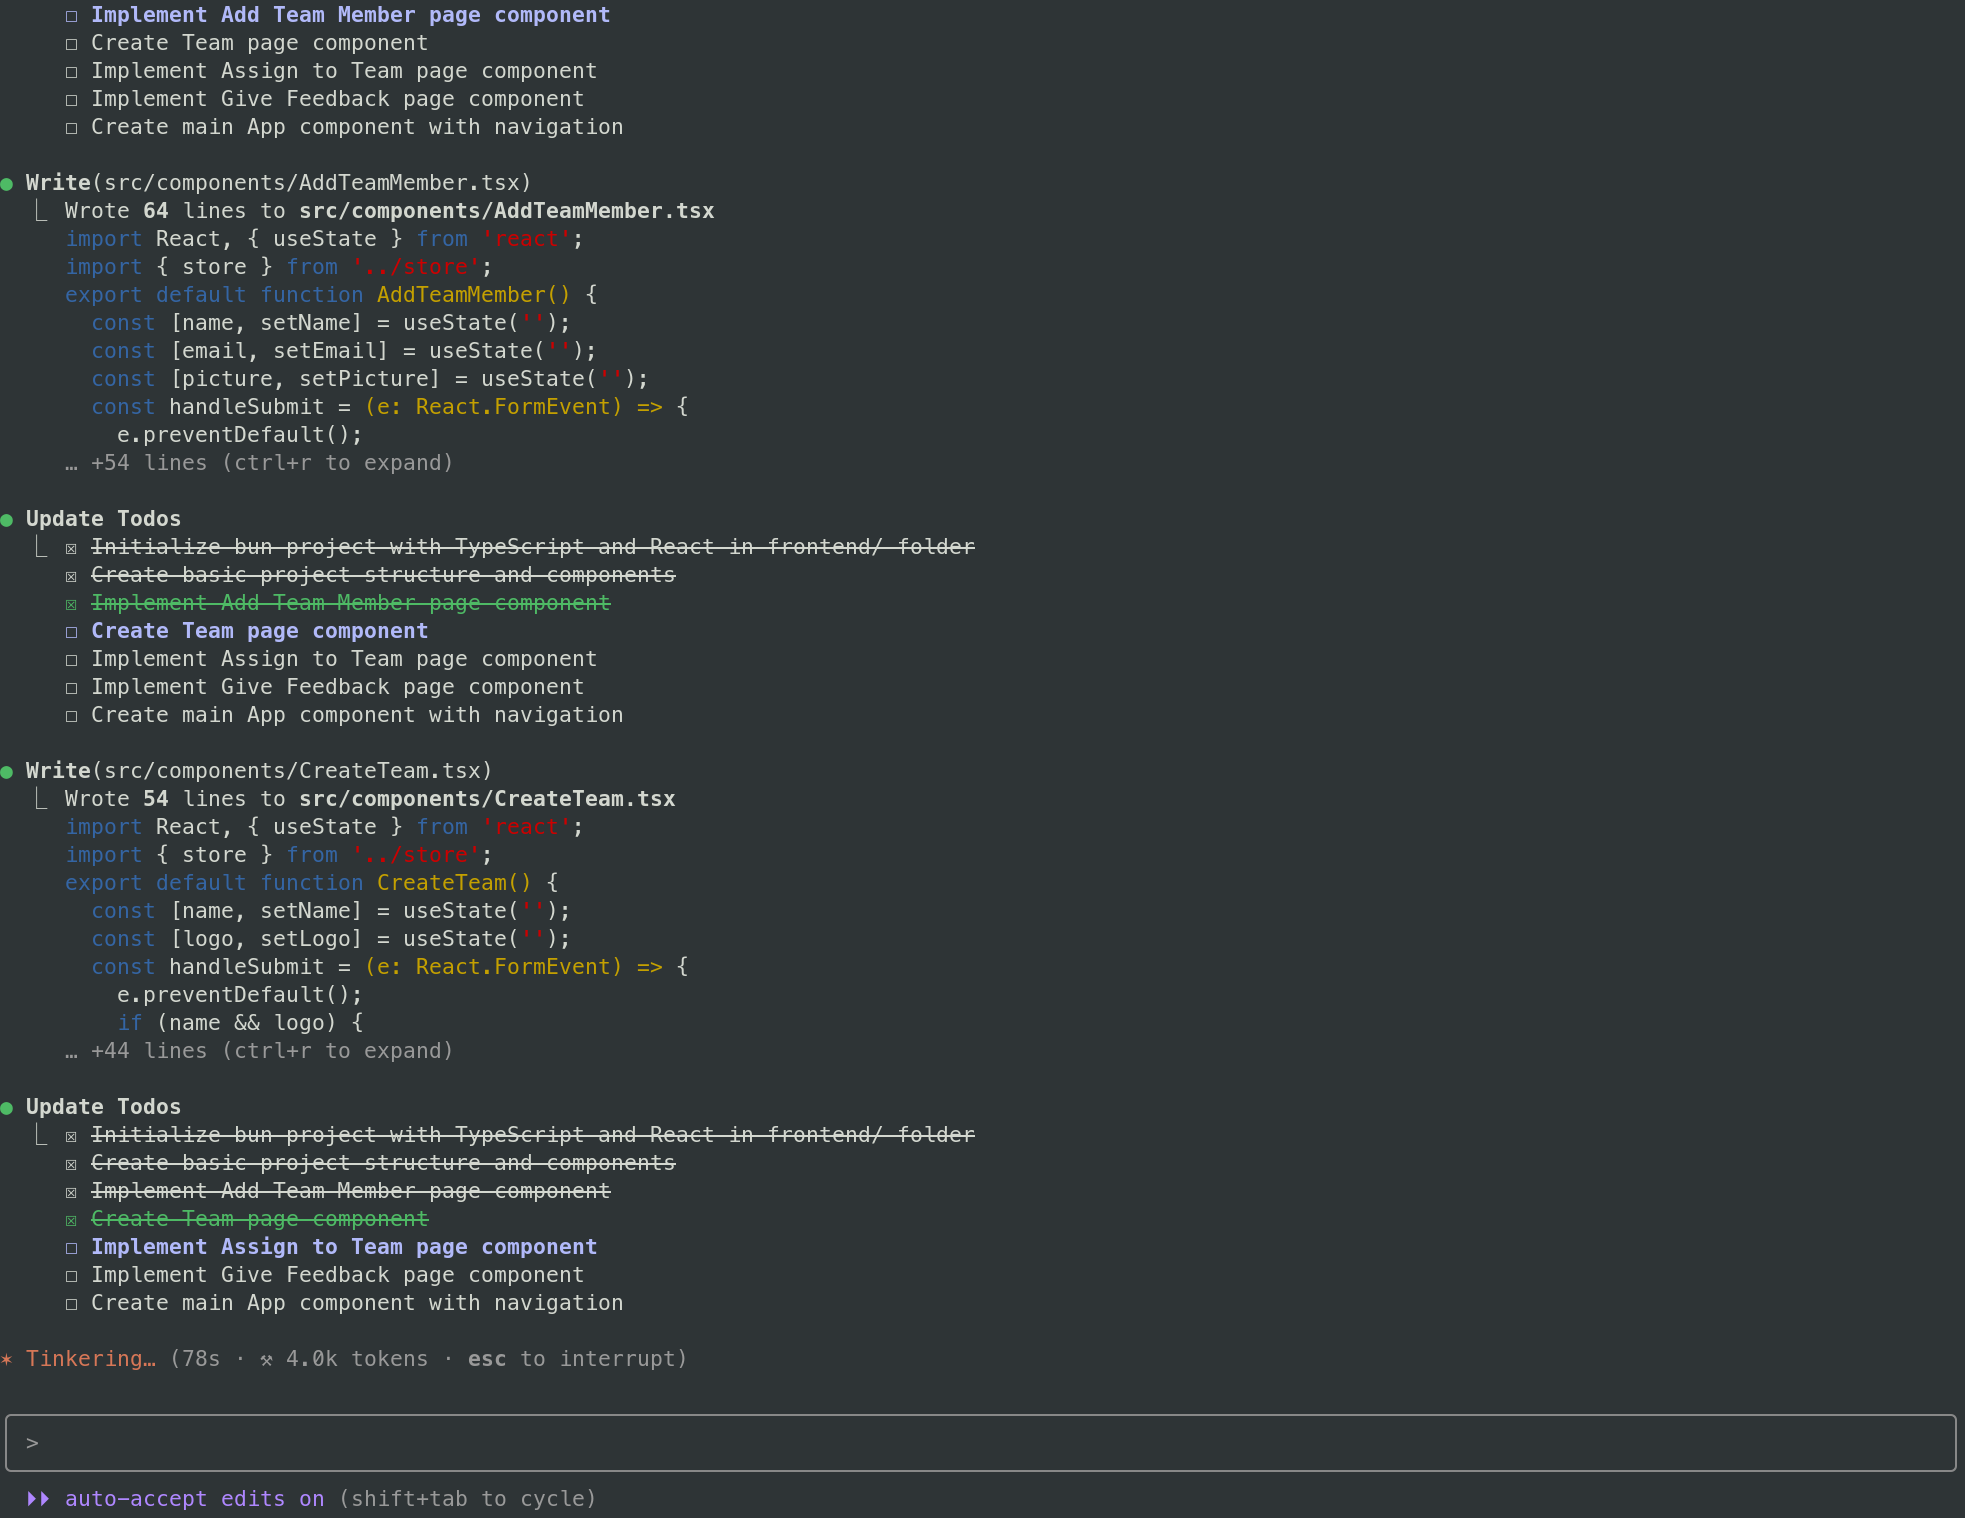 ☐ Implement Add Team Member page component
☐ Create Team page component
☐ Implement Assign to Team page component
☐ Implement Give Feedback page component
☐ Create main App component with navigation
● Write(src/components/AddTeamMember.tsx)
⎿ Wrote 64 lines to src/components/AddTeamMember.tsx
import React, { useState } from 'react';
import { store } from '../store';
export default function AddTeamMember() {
const [name, setName] = useState('');
const [email, setEmail] = useState('');
const [picture, setPicture] = useState('');
const handleSubmit = (e: React.FormEvent) => {
e.preventDefault();
… +54 lines (ctrl+r to expand)
● Update Todos
⎿ ☒ Initialize bun project with TypeScript and React in frontend/ folder
☒ Create basic project structure and components
☒ Implement Add Team Member page component
☐ Create Team page component
☐ Implement Assign to Team page component
☐ Implement Give Feedback page component
☐ Create main App component with navigation
● Write(src/components/CreateTeam.tsx)
⎿ Wrote 54 lines to src/components/CreateTeam.tsx
import React, { useState } from 'react';
import { store } from '../store';
export default function CreateTeam() {
const [name, setName] = useState('');
const [logo, setLogo] = useState('');
const handleSubmit = (e: React.FormEvent) => {
e.preventDefault();
if (name && logo) {
… +44 lines (ctrl+r to expand)
● Update Todos
⎿ ☒ Initialize bun project with TypeScript and React in frontend/ folder
☒ Create basic project structure and components
☒ Implement Add Team Member page component
☒ Create Team page component
☐ Implement Assign to Team page component
☐ Implement Give Feedback page component
☐ Create main App component with navigation
✶ Tinkering… (78s · ⚒ 4.0k tokens · esc to interrupt)
>
⏵⏵ auto-accept edits on (shift+tab to cycle)